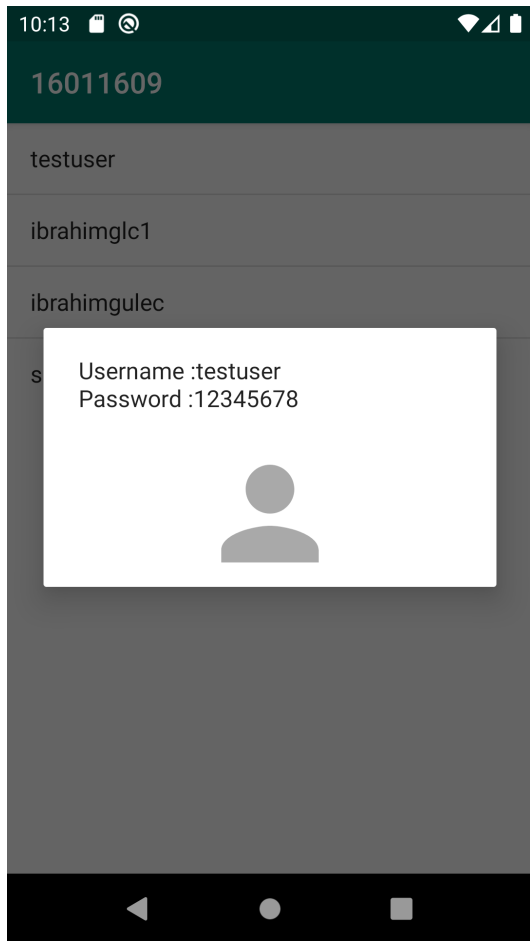 10:13
16011609
testuser
ibrahimglc1
ibrahimgulec
s
Username :testuser
Password :12345678